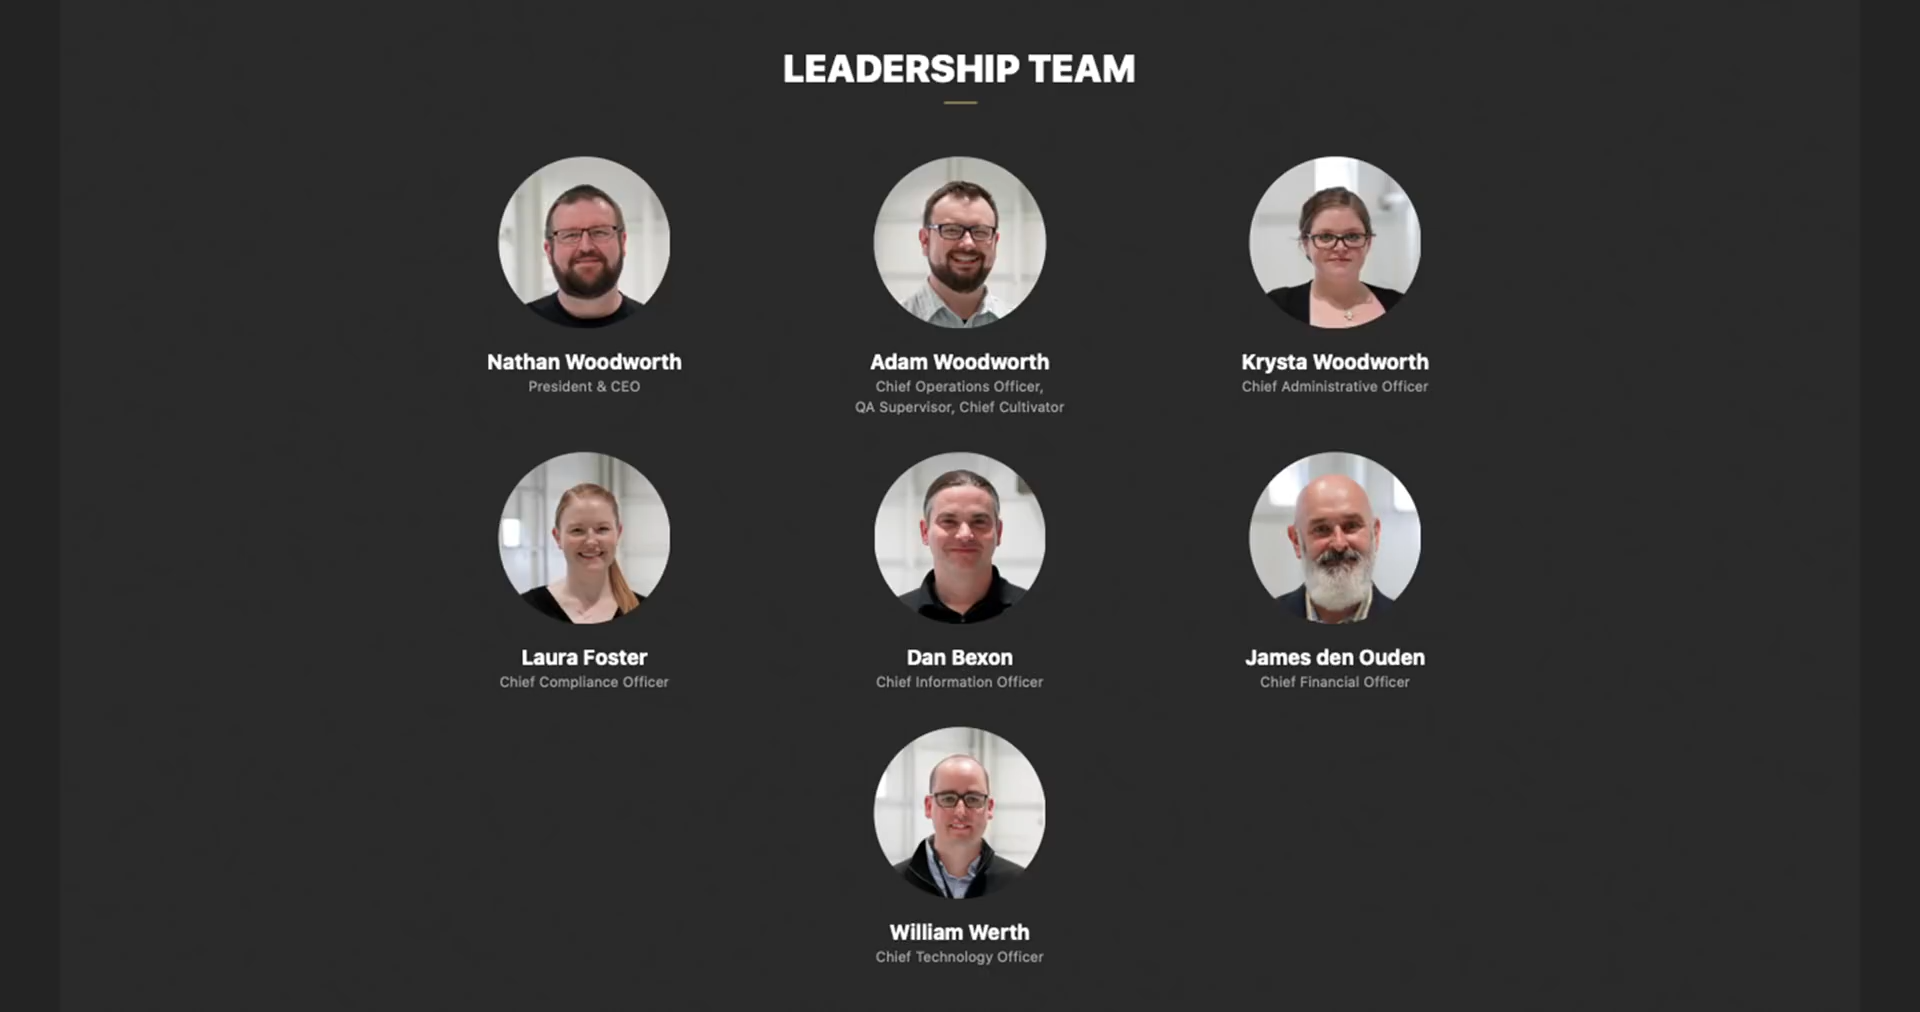 LEADERSHIP TEAM
Nathan Woodworth
President & CEO
Adam Woodworth
Chief Operations Officer,
QA Supervisor, Chief Cultivator
Krysta Woodworth
Chief Administrative Officer
Laura Foster
Chief Compliance Officer
Dan Bexon
Chief Information Officer
James den Ouden
Chief Financial Officer
William Werth
Chief Technology Officer